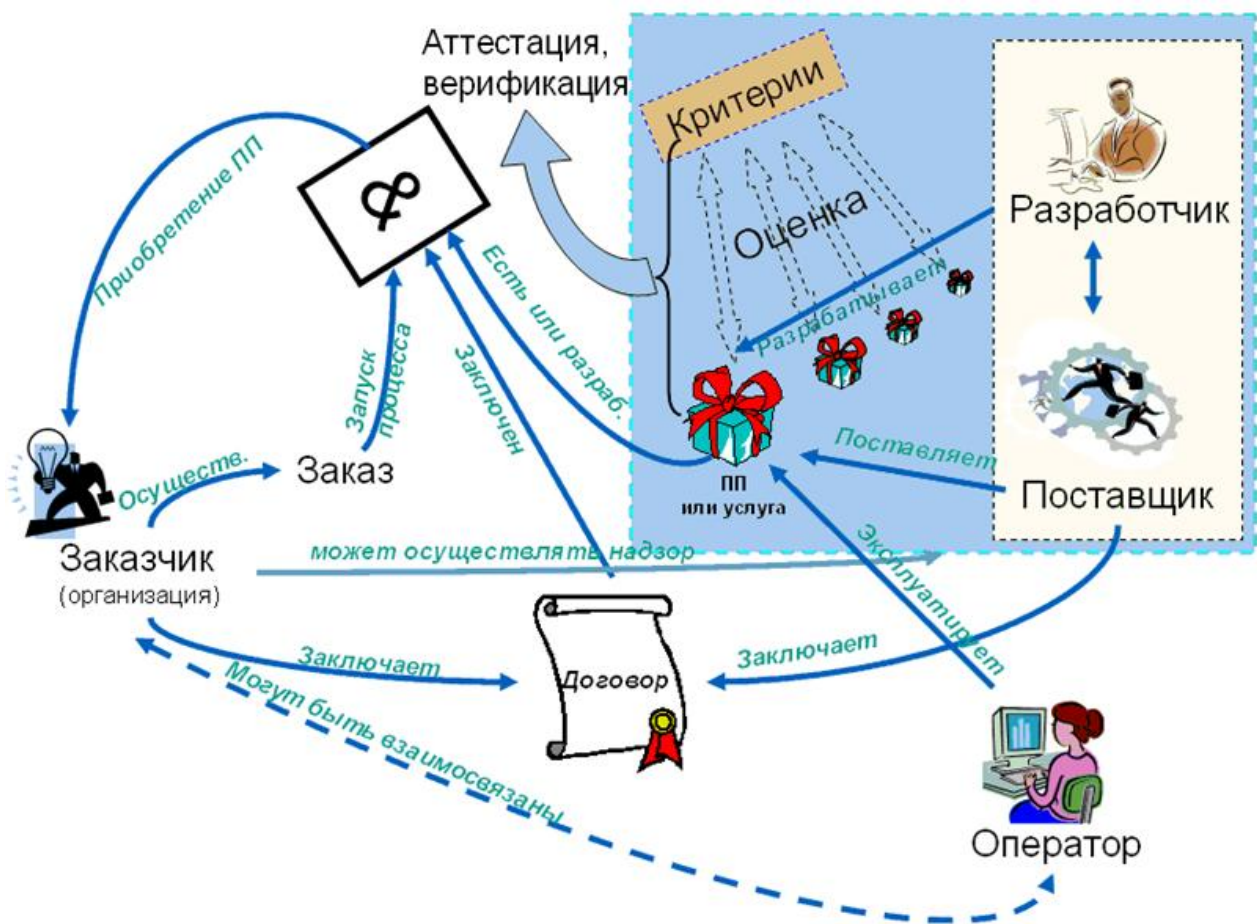 Аттестация,
верификация
Критерии
Оценка
Разработчик
Разрабатывает
Приобретение ПП
&
Есть или разраб.
Запуск
процесса
Заключен
Поставляет
Поставщик
ПП
или услуга
Осуществ.
Заказ
Заказчик
(организация)
может осуществлять надзор
Эксплуатирует
Заключает
Договор
Заключает
Могут быть взаимосвязаны
Оператор